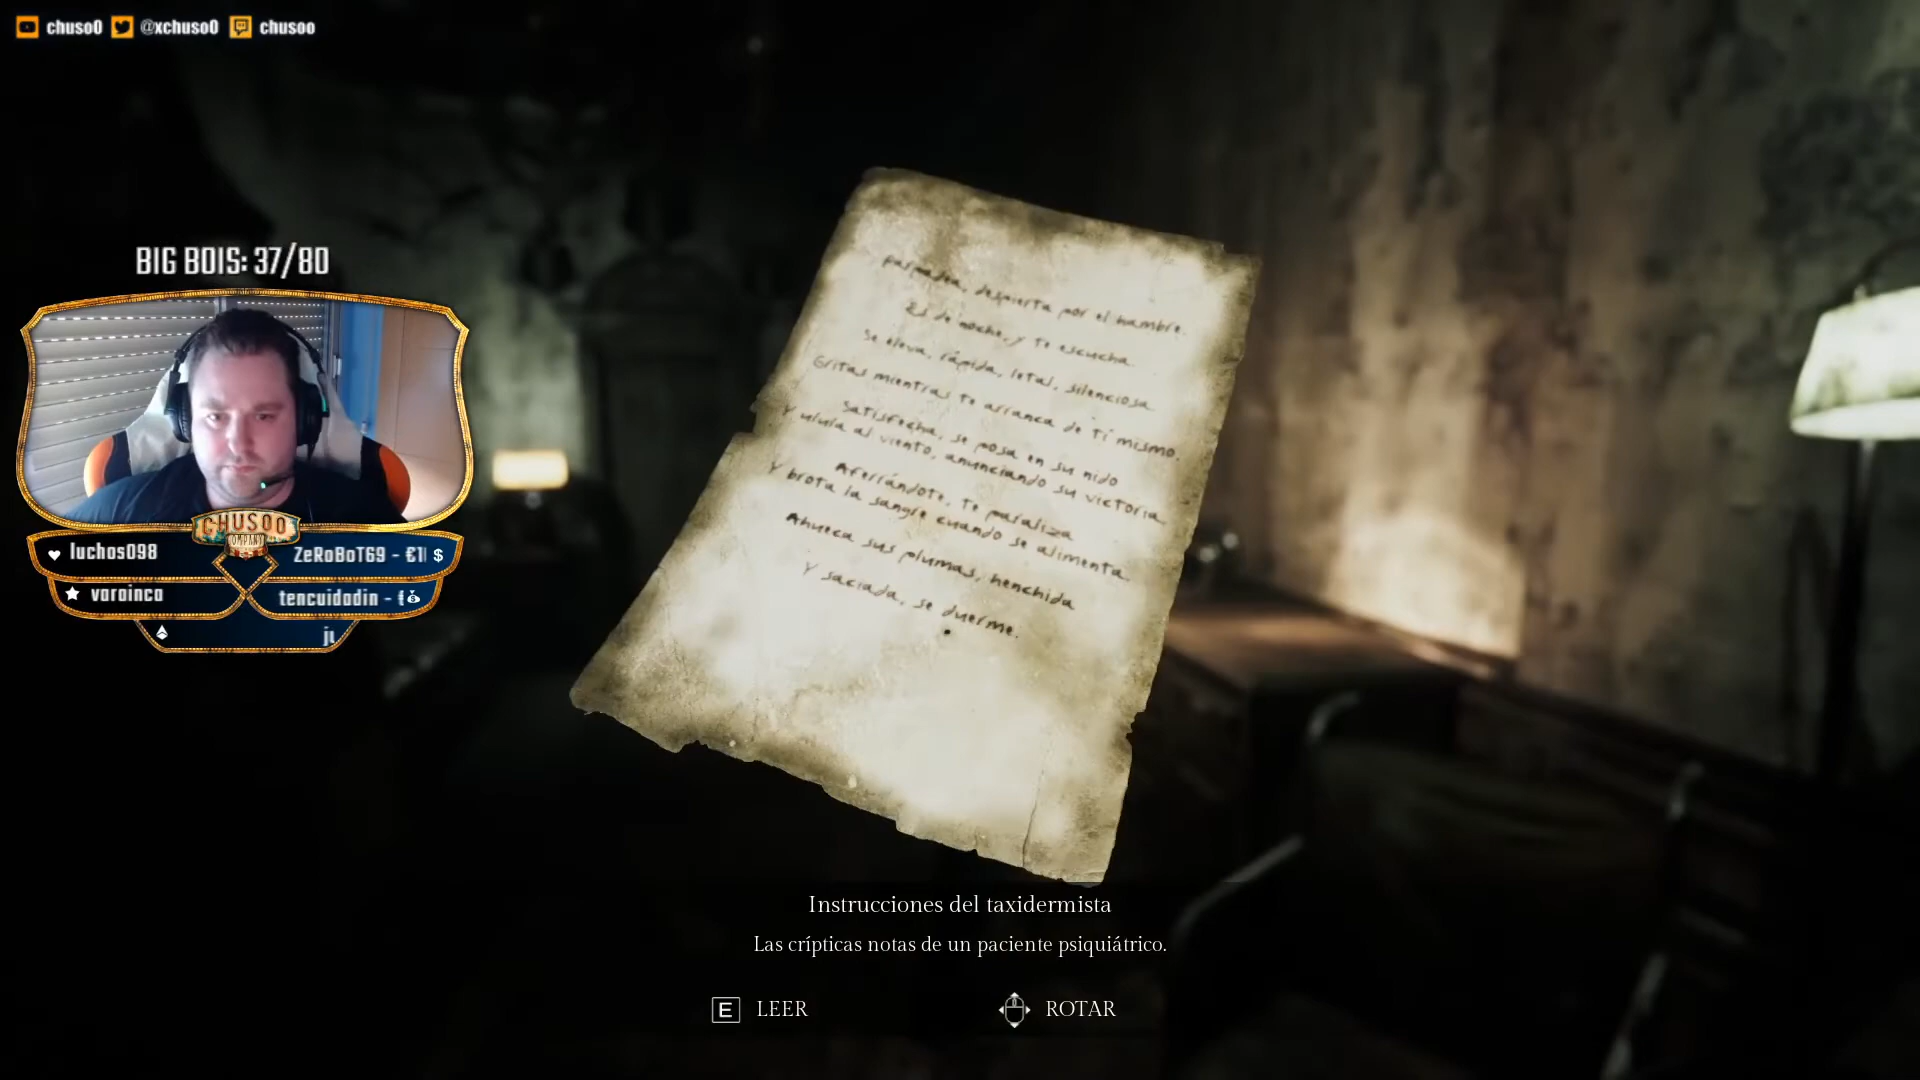 chuso0 @xchuso0 chusoo
BIG BOIS: 37/80
CHUSOO
COMPANY
luchos098
ZeRoBoT69 - €1
varoinco
tencuidadin -
Parpadea, despierta por el hambre.
Es de noche, y te escucha
Se eleva, rápida, letal, silenciosa
Gritas mientras te arranca de ti mismo.
Satisfecha, se posa en su nido
Y ulula al viento, anunciando su victoria
Aferrándote, te paraliza
Y brota la sangre cuando se alimenta.
Ahueca sus plumas, henchida
Y saciada, se duerme.
Instrucciones del taxidermista
Las crípticas notas de un paciente psiquiátrico.
E LEER ROTAR